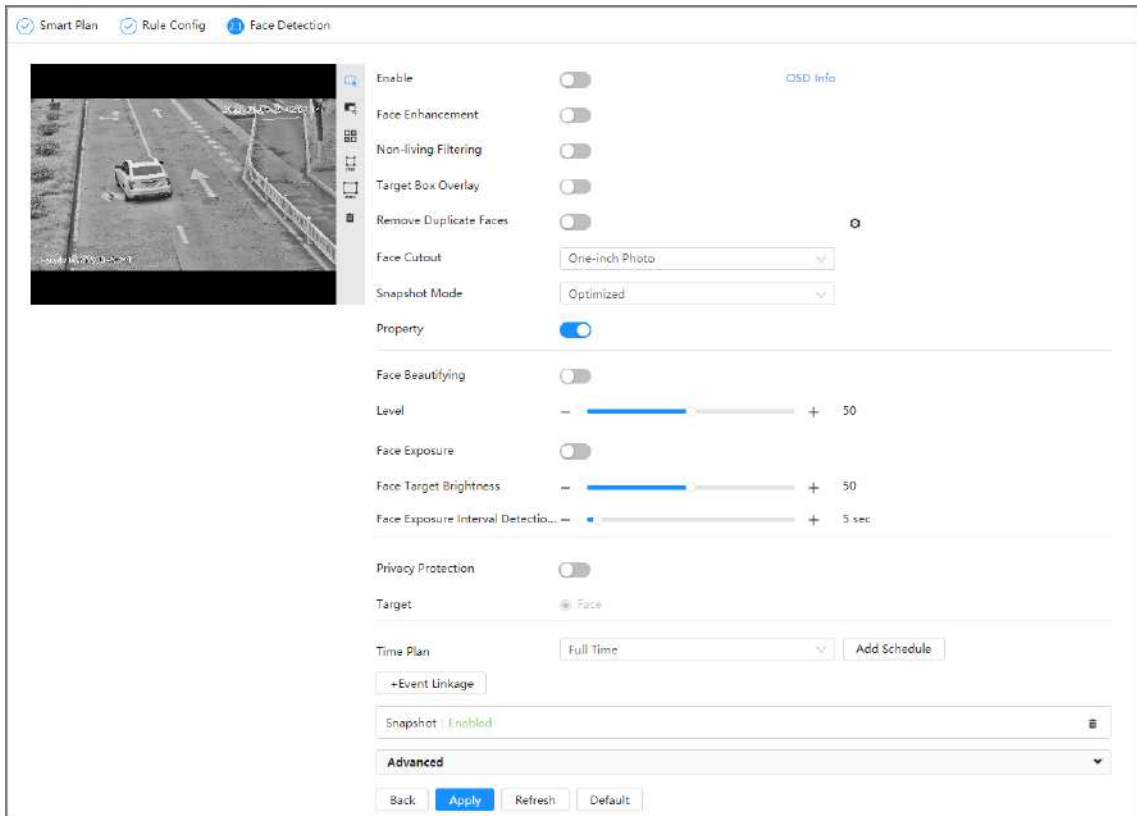 Smart Plan Rule Config 2.1 Face Detection
Enable OSD Info
Face Enhancement
Non-living Filtering
Target Box Overlay
Remove Duplicate Faces
Face Cutout One-inch Photo
Snapshot Mode Optimized
Property
Face Beautifying
Level − 50 +
Face Exposure
Face Target Brightness − + 50
Face Exposure Interval Detectio... − + 5 sec
Privacy Protection
Target Face
Time Plan Full Time Add Schedule
+Event Linkage
Snapshot Enabled
Advanced
Back Apply Refresh Default